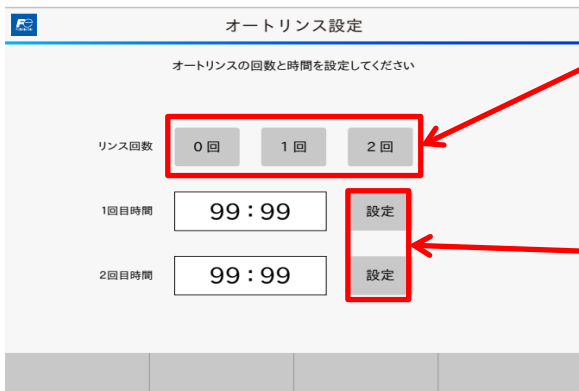 オートリンス設定
オートリンスの回数と時間を設定してください
リンス回数 0回 1回 2回
1回目時間 99:99 設定
2回目時間 99:99 設定